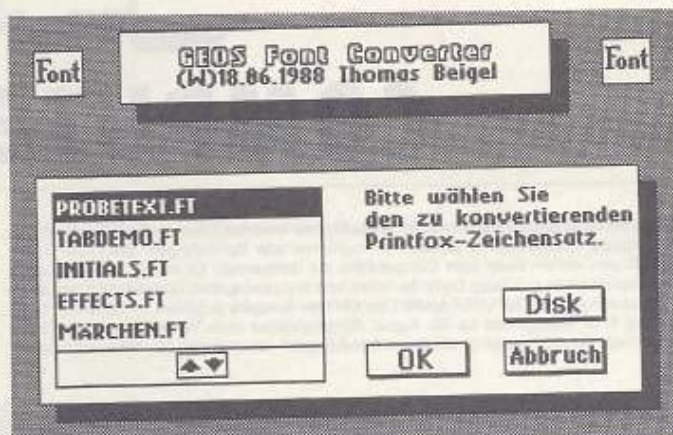 Font
GEOS Font Converter
(W)18.06.1988 Thomas Beigel
Font
PROBETEXT.FT
TABDEMO.FT
INITIALS.FT
EFFECTS.FT
MÄRCHEN.FT
Bitte wählen Sie
den zu konvertierenden
Printfox-Zeichensatz.
Disk
OK
Abbruch